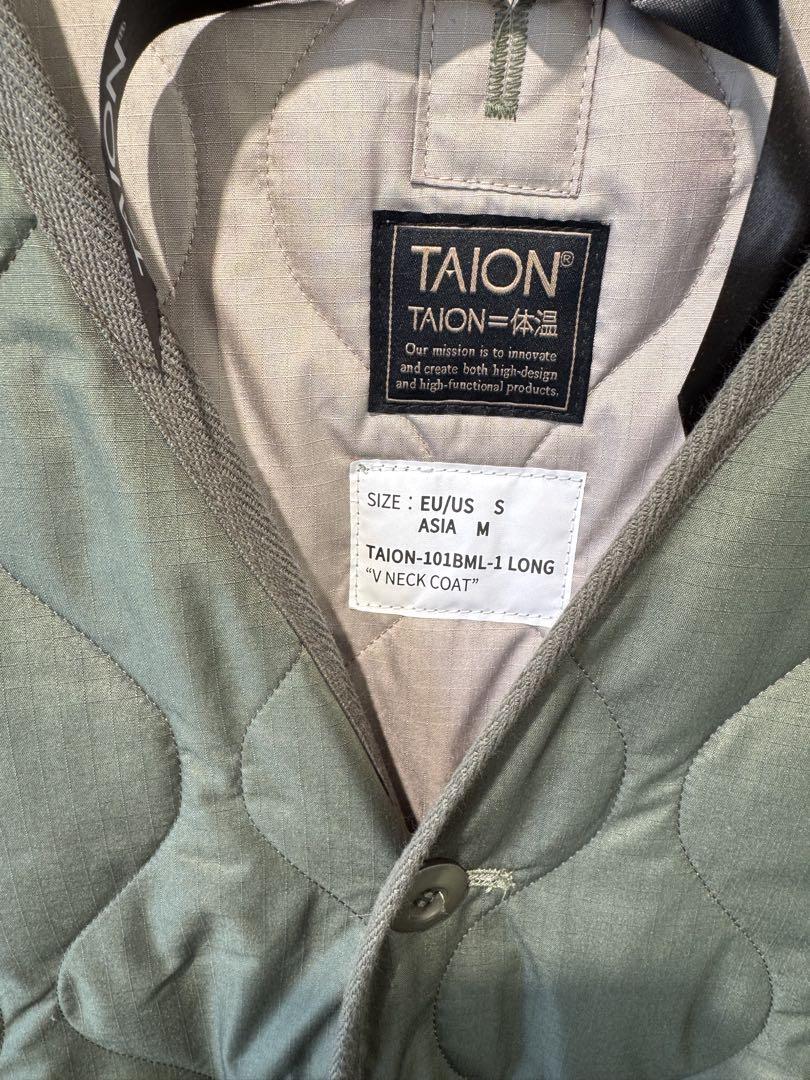 TAION®
TAION®
TAION=体温
Our mission is to innovate
and create both high-design
and high-functional products.
SIZE : EU/US S
ASIA M
TAION-101BML-1 LONG
“V NECK COAT”